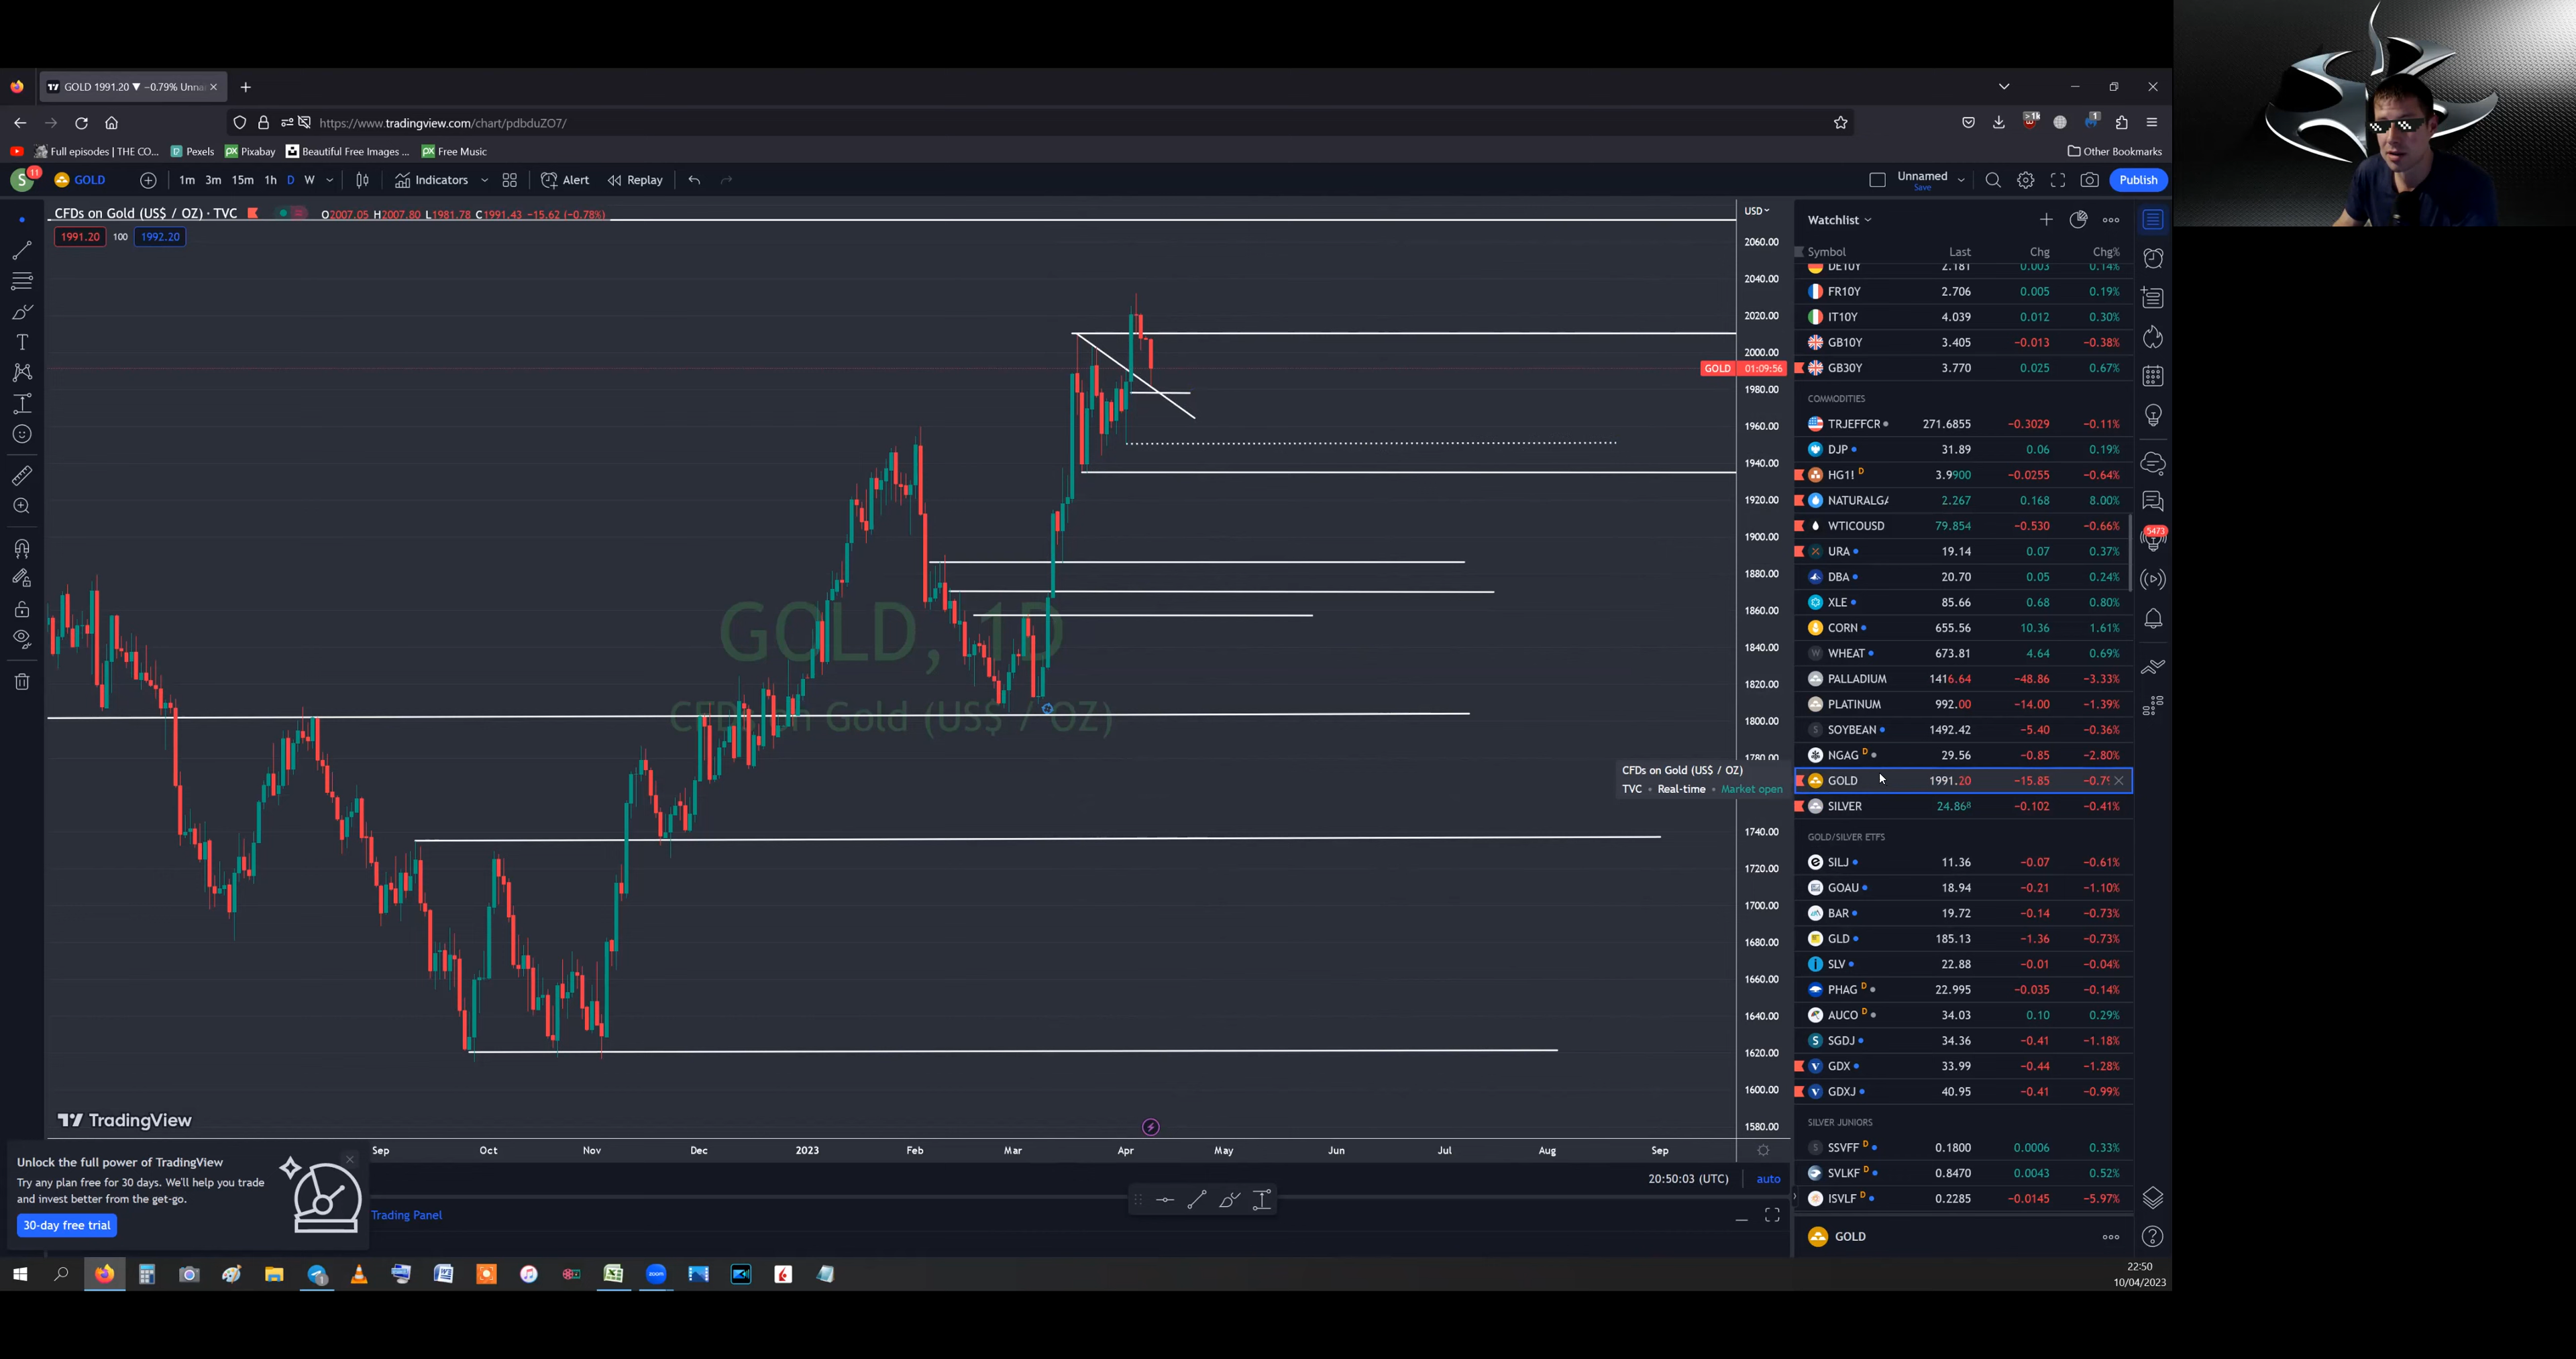 GOLD 1991.20 ▼ −0.79% Unna
https://www.tradingview.com/chart/pdbduZO7/
Full episodes | THE CO... Pexels Pixabay Beautiful Free Images ... Free Music
Other Bookmarks
S 11 GOLD 1m 3m 15m 1h D W Indicators Alert Replay
Unnamed
Save
Publish
CFDs on Gold (US$ / OZ) · TVC O2007.05 H2007.80 L1981.78 C1991.43 −15.62 (−0.78%)
1991.20 100 1992.20
USD
2060.00
2040.00
2020.00
2000.00
GOLD 01:09:56
1980.00
1960.00
1940.00
1920.00
1900.00
1880.00
1860.00
1840.00
1820.00
1800.00
1780.00
1740.00
1720.00
1700.00
1680.00
1660.00
1640.00
1620.00
1600.00
1580.00
GOLD, 1D
CFDs on Gold (US$ / OZ)
CFDs on Gold (US$ / OZ)
TVC • Real-time • Market open
TradingView
Sep Oct Nov Dec 2023 Feb Mar Apr May Jun Jul Aug Sep
20:50:03 (UTC) auto
Unlock the full power of TradingView
Try any plan free for 30 days. We'll help you trade
and invest better from the get-go.
30-day free trial
Trading Panel
Watchlist
Symbol Last Chg Chg%
DE10Y 2.181 0.003 0.14%
FR10Y 2.706 0.005 0.19%
IT10Y 4.039 0.012 0.30%
GB10Y 3.405 −0.013 −0.38%
GB30Y 3.770 0.025 0.67%
COMMODITIES
TRJEFFCR 271.6855 −0.3029 −0.11%
DJP 31.89 0.06 0.19%
HG1! D 3.9900 −0.0255 −0.64%
NATURALGA 2.267 0.168 8.00%
WTICOUSD 79.854 −0.530 −0.66%
URA 19.14 0.07 0.37%
DBA 20.70 0.05 0.24%
XLE 85.66 0.68 0.80%
CORN 655.56 10.36 1.61%
WHEAT 673.81 4.64 0.69%
PALLADIUM 1416.64 −48.86 −3.33%
PLATINUM 992.00 −14.00 −1.39%
SOYBEAN 1492.42 −5.40 −0.36%
NGAG D 29.56 −0.85 −2.80%
GOLD 1991.20 −15.85 −0.79
SILVER 24.868 −0.102 −0.41%
GOLD/SILVER ETFS
SILJ 11.36 −0.07 −0.61%
GOAU 18.94 −0.21 −1.10%
BAR 19.72 −0.14 −0.73%
GLD 185.13 −1.36 −0.73%
SLV 22.88 −0.01 −0.04%
PHAG D 22.995 −0.035 −0.14%
AUCO D 34.03 0.10 0.29%
SGDJ 34.36 −0.41 −1.18%
GDX 33.99 −0.44 −1.28%
GDXJ 40.95 −0.41 −0.99%
SILVER JUNIORS
SSVFF D 0.1800 0.0006 0.33%
SVLKF D 0.8470 0.0043 0.52%
ISVLF D 0.2285 −0.0145 −5.97%
GOLD
5473
zoom
22:50
10/04/2023